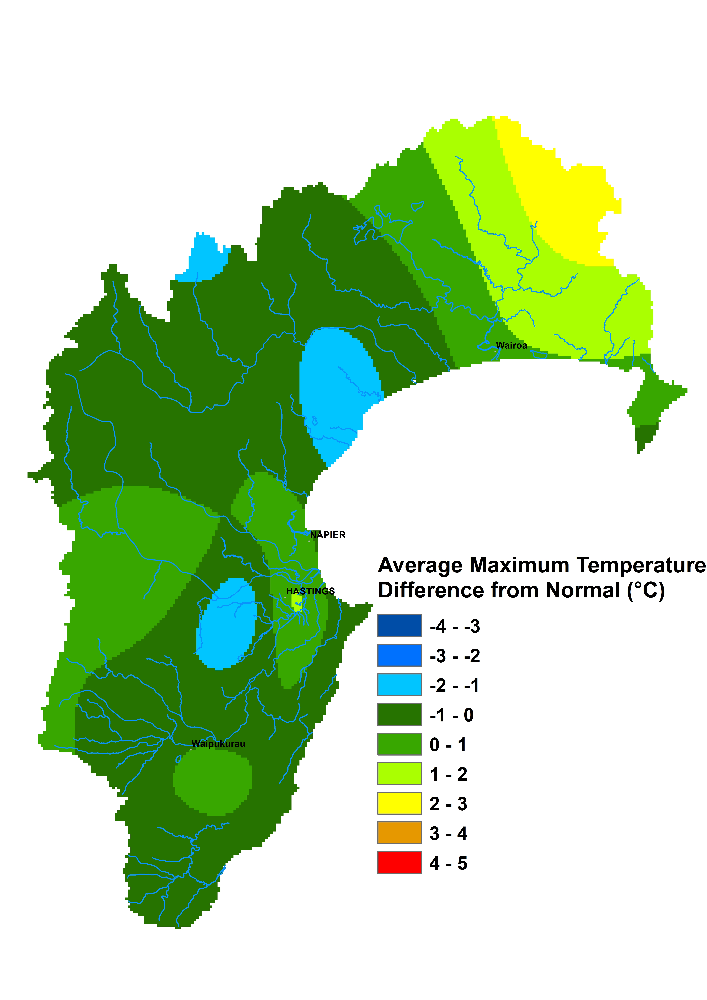 Wairoa
NAPIER
HASTINGS
Waipukurau
Average Maximum Temperature
Difference from Normal (°C)
-4 - -3
-3 - -2
-2 - -1
-1 - 0
0 - 1
1 - 2
2 - 3
3 - 4
4 - 5